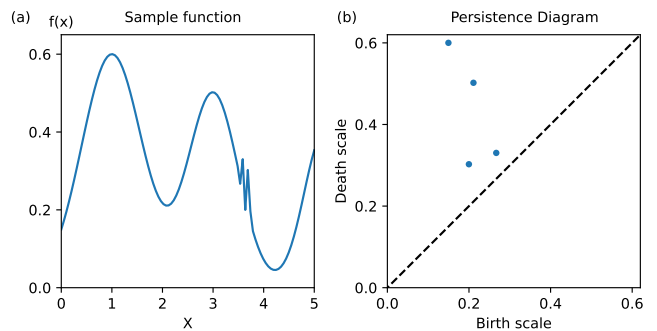 (a)
f(x)
Sample function
0.6
0.4
0.2
0.0
0
1
2
3
4
5
X
(b)
Persistence Diagram
0.6
0.4
0.2
0.0
Death scale
0.0
0.2
0.4
0.6
Birth scale